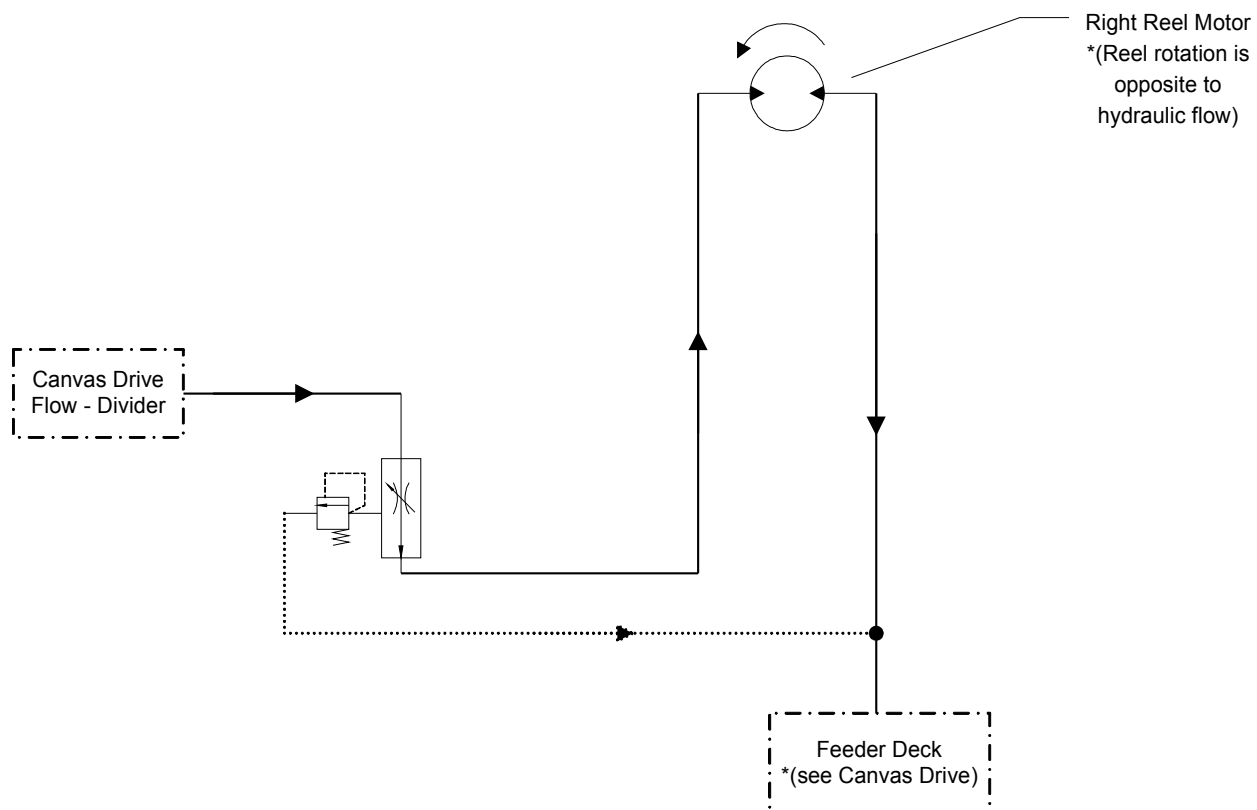 Right Reel Motor
*(Reel rotation is
opposite to
hydraulic flow)
Canvas Drive
Flow - Divider
Feeder Deck
*(see Canvas Drive)